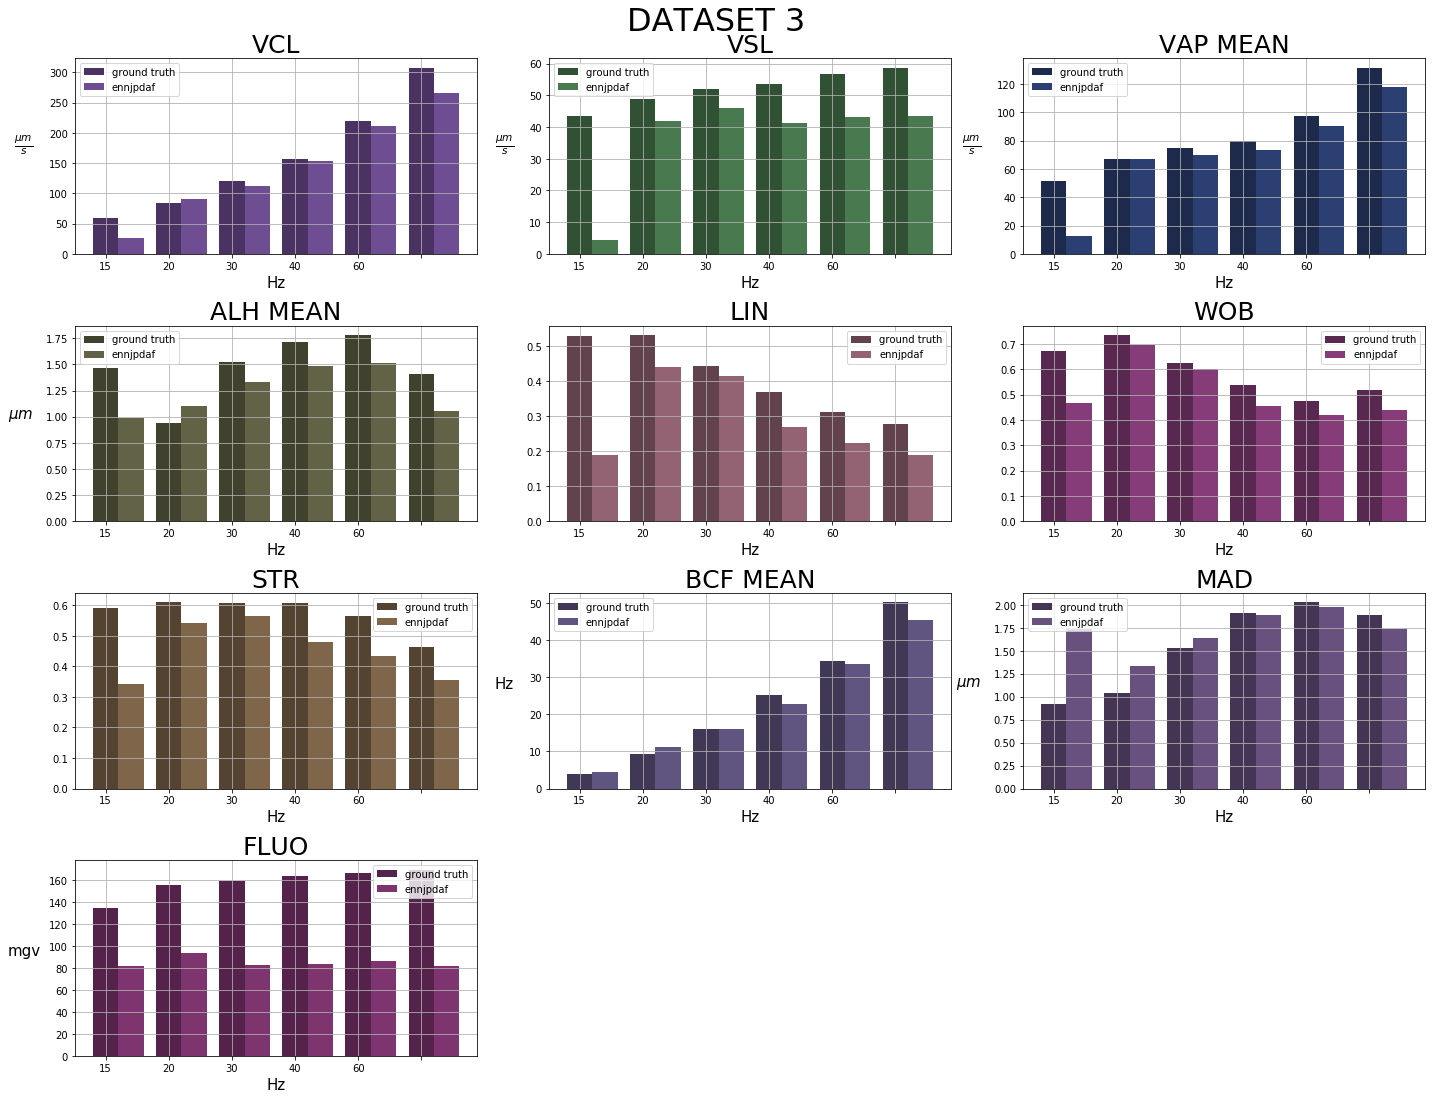 DATASET 3
VCL
ground truth
ennjpdaf
300
250
200
150
100
50
0
μm
s
15 20 30 40 60
Hz
VSL
ground truth
ennjpdaf
60
50
40
30
20
10
0
μm
s
15 20 30 40 60
Hz
VAP MEAN
ground truth
ennjpdaf
120
100
80
60
40
20
0
μm
s
15 20 30 40 60
Hz
ALH MEAN
ground truth
ennjpdaf
1.75
1.50
1.25
1.00
0.75
0.50
0.25
0.00
μm
15 20 30 40 60
Hz
LIN
ground truth
ennjpdaf
0.5
0.4
0.3
0.2
0.1
0.0
15 20 30 40 60
Hz
WOB
ground truth
ennjpdaf
0.7
0.6
0.5
0.4
0.3
0.2
0.1
0.0
15 20 30 40 60
Hz
STR
ground truth
ennjpdaf
0.6
0.5
0.4
0.3
0.2
0.1
0.0
15 20 30 40 60
Hz
BCF MEAN
ground truth
ennjpdaf
50
40
30
20
10
0
Hz
15 20 30 40 60
Hz
MAD
ground truth
ennjpdaf
2.00
1.75
1.50
1.25
1.00
0.75
0.50
0.25
0.00
μm
15 20 30 40 60
Hz
FLUO
ground truth
ennjpdaf
160
140
120
100
80
60
40
20
0
mgv
15 20 30 40 60
Hz